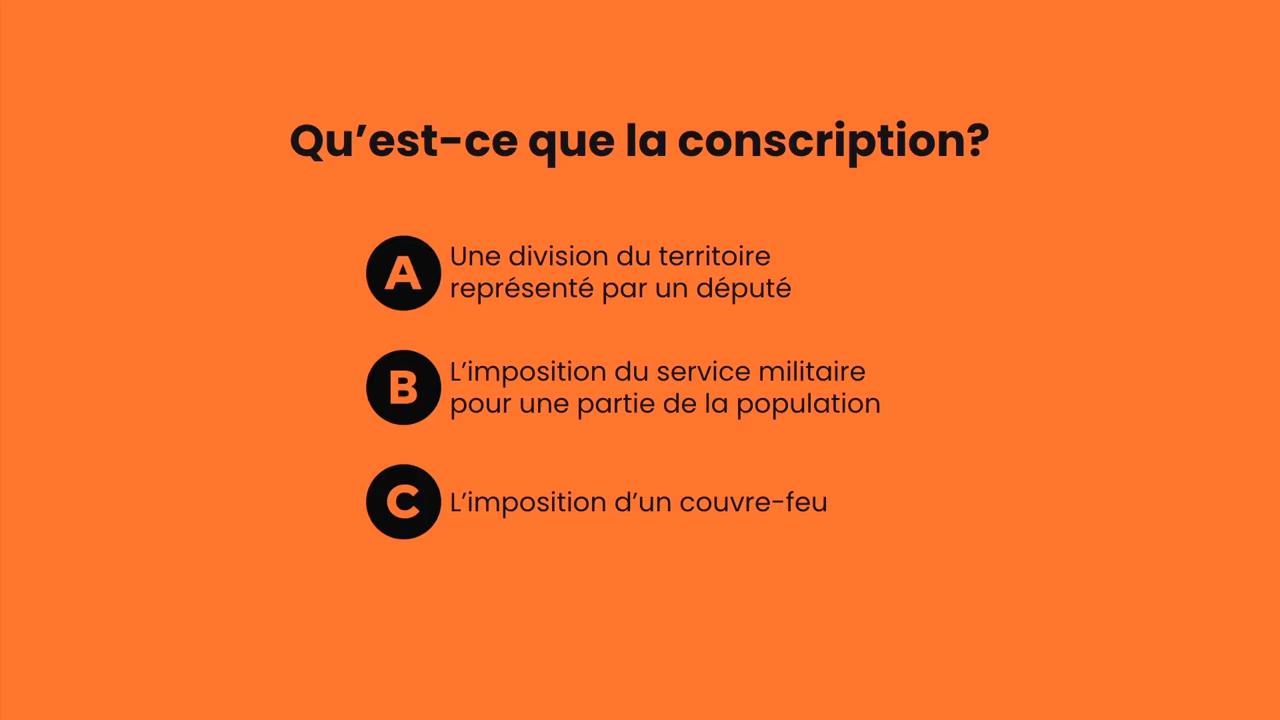 Qu’est-ce que la conscription?
A Une division du territoire
représenté par un député
B L’imposition du service militaire
pour une partie de la population
C L’imposition d’un couvre-feu